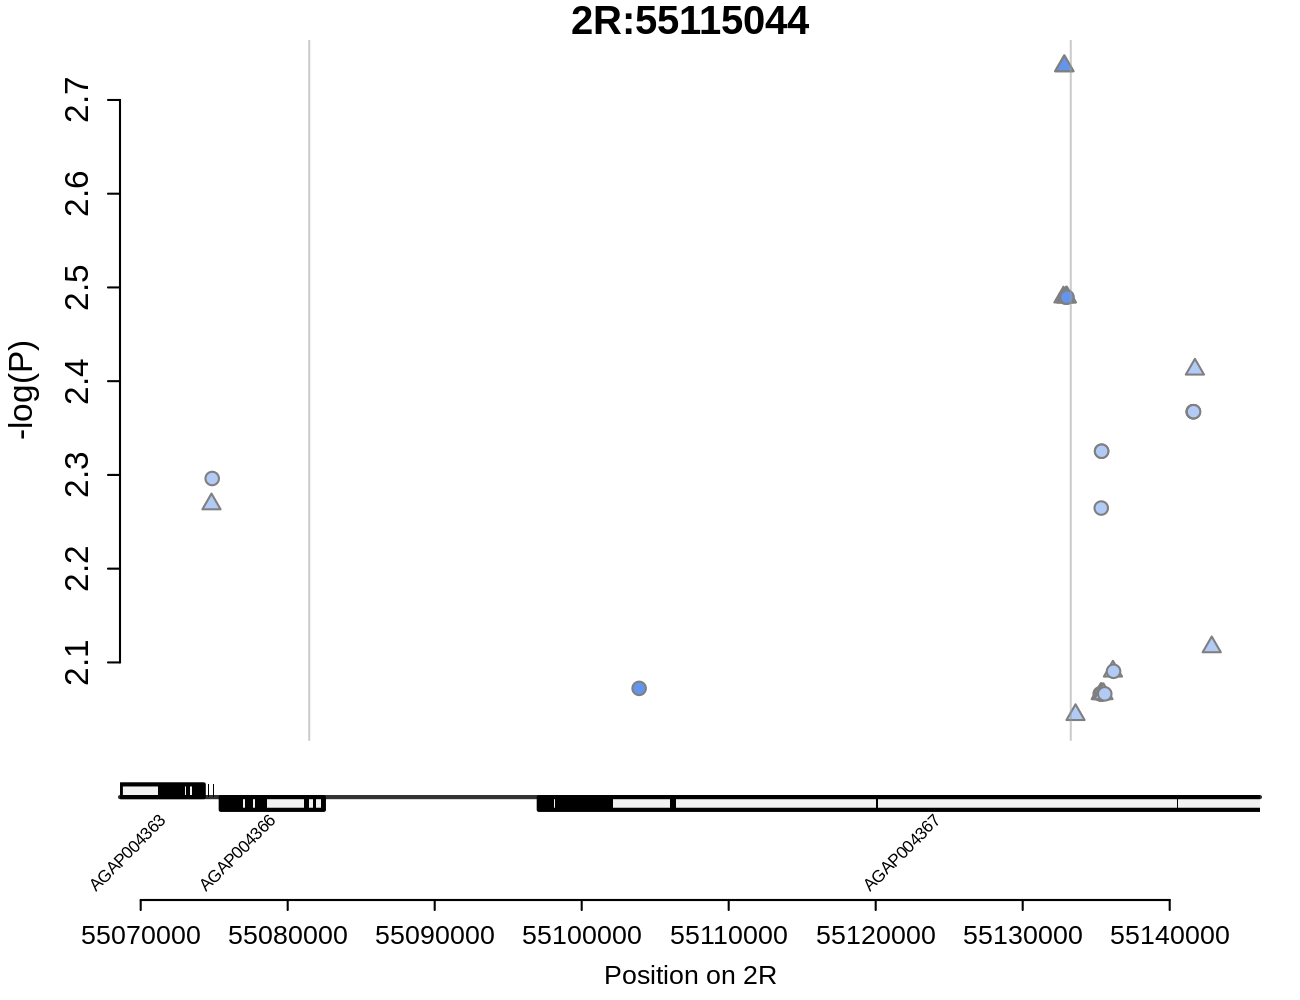 2R:55115044
-log(P)
2.7
2.6
2.5
2.4
2.3
2.2
2.1
AGAP004363
AGAP004366
AGAP004367
55070000 55080000 55090000 55100000 55110000 55120000 55130000 55140000
Position on 2R